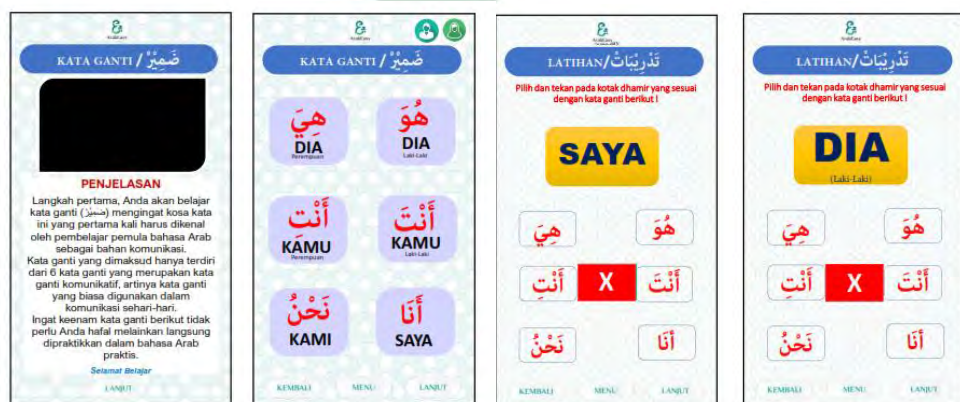 KATA GANTI / ضَمِيْرٌ
PENJELASAN
Langkah pertama, Anda akan belajar
kata ganti (ضميْرٌ) mengingat kosa kata
ini yang pertama kali harus dikenal
oleh pembelajar pemula bahasa Arab
sebagai bahan komunikasi.
Kata ganti yang dimaksud hanya terdiri
dari 6 kata ganti yang merupakan kata
ganti komunikatif, artinya kata ganti
yang biasa digunakan dalam
komunikasi sehari-hari.
Ingat keenam kata ganti berikut tidak
perlu Anda hafal melainkan langsung
dipraktikkan dalam bahasa Arab
praktis.
Selamat Belajar
LANJUT
KATA GANTI / ضَمِيْرٌ
هِيَ
DIA
Perempuan
هُوَ
DIA
Laki-Laki
أَنْتِ
KAMU
Perempuan
أَنْتَ
KAMU
Laki-Laki
نَحْنُ
KAMI
أَنَا
SAYA
KEMBALI MENU LANJUT
LATIHAN/تَدْرِيْبَاتٌ
Pilih dan tekan pada kotak dhamir yang sesuai
dengan kata ganti berikut !
SAYA
هِيَ هُوَ
أَنْتِ X أَنْتَ
نَحْنُ أَنَا
KEMBALI MENU LANJUT
LATIHAN/تَدْرِيْبَاتٌ
Pilih dan tekan pada kotak dhamir yang sesuai
dengan kata ganti berikut !
DIA
(Laki-Laki)
هِيَ هُوَ
أَنْتِ X أَنْتَ
نَحْنُ أَنَا
KEMBALI MENU LANJUT